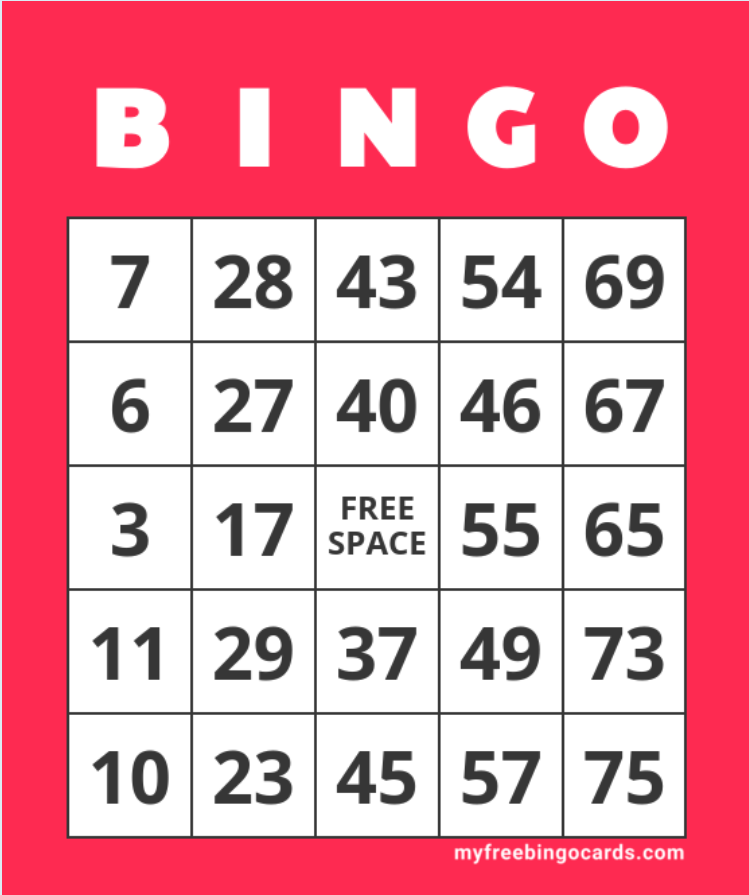 B I N G O
7 28 43 54 69
6 27 40 46 67
3 17 FREE SPACE 55 65
11 29 37 49 73
10 23 45 57 75
myfreebingocards.com